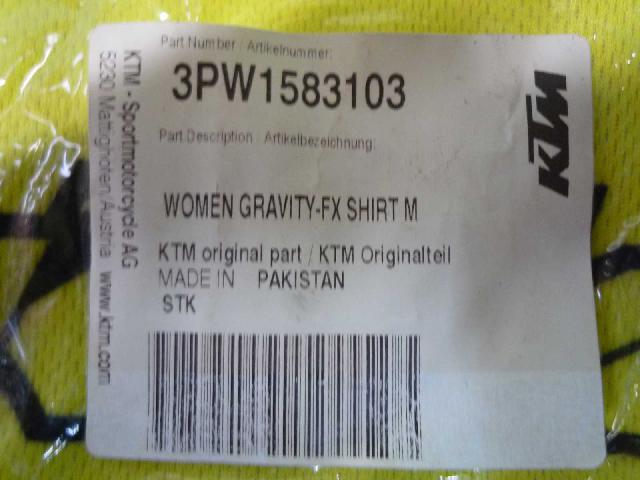 Part Number / Artikelnummer:
3PW1583103
Part Description / Artikelbezeichnung:
WOMEN GRAVITY-FX SHIRT M
KTM original part / KTM Originalteil
MADE IN PAKISTAN
STK
KTM
KTM - Sportmotorcycle AG
5230 Mattighofen Austria www.ktm.com